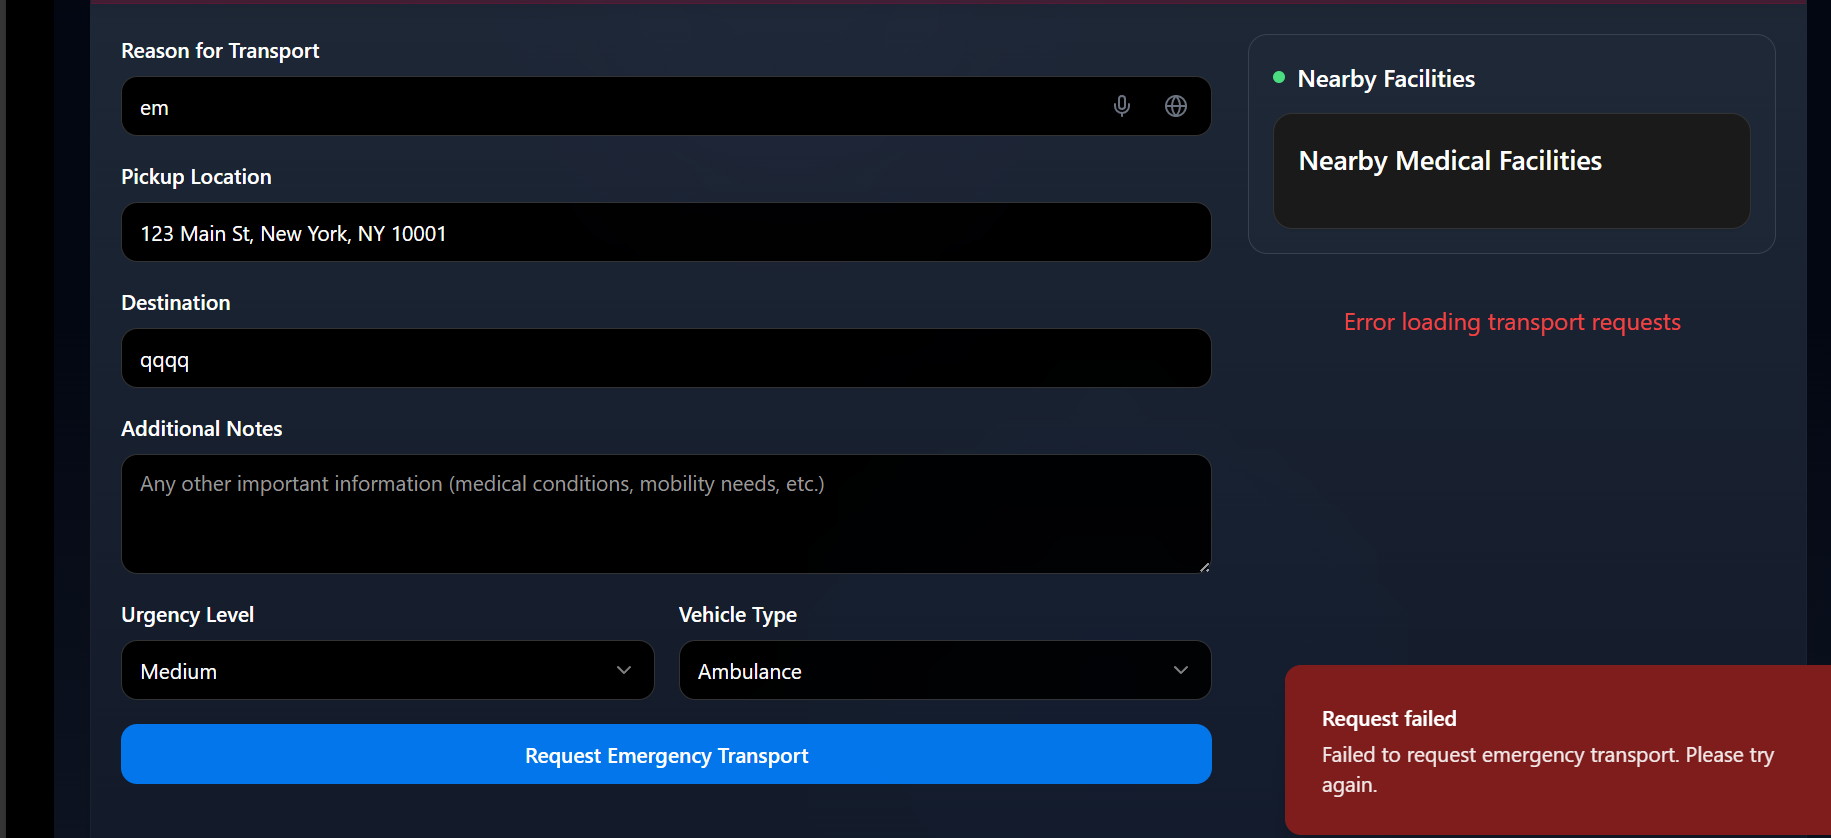 Reason for Transport
em
Pickup Location
123 Main St, New York, NY 10001
Destination
qqqq
Additional Notes
Any other important information (medical conditions, mobility needs, etc.)
Urgency Level
Medium
Vehicle Type
Ambulance
Request Emergency Transport
Nearby Facilities
Nearby Medical Facilities
Error loading transport requests
Request failed
Failed to request emergency transport. Please try
again.